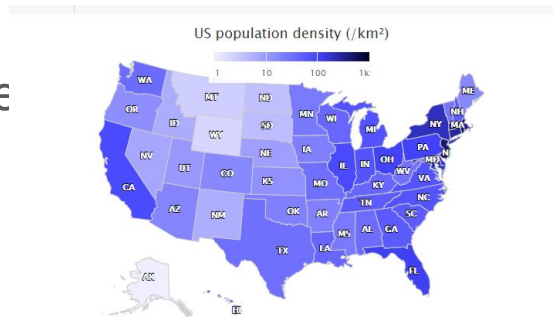 US population density (/km²)
1 10 100 1k
WA
ME
MT
ND
OR
MN
NH
ID
SD
WI
NY
MA
WY
MI
IA
PA
NE
NV
OH
IL
IN
MD
UT
CO
WV
VA
CA
KS
MO
KY
NC
TN
AZ
OK
AR
NM
SC
MS
AL
GA
TX
LA
AK
FL
HI